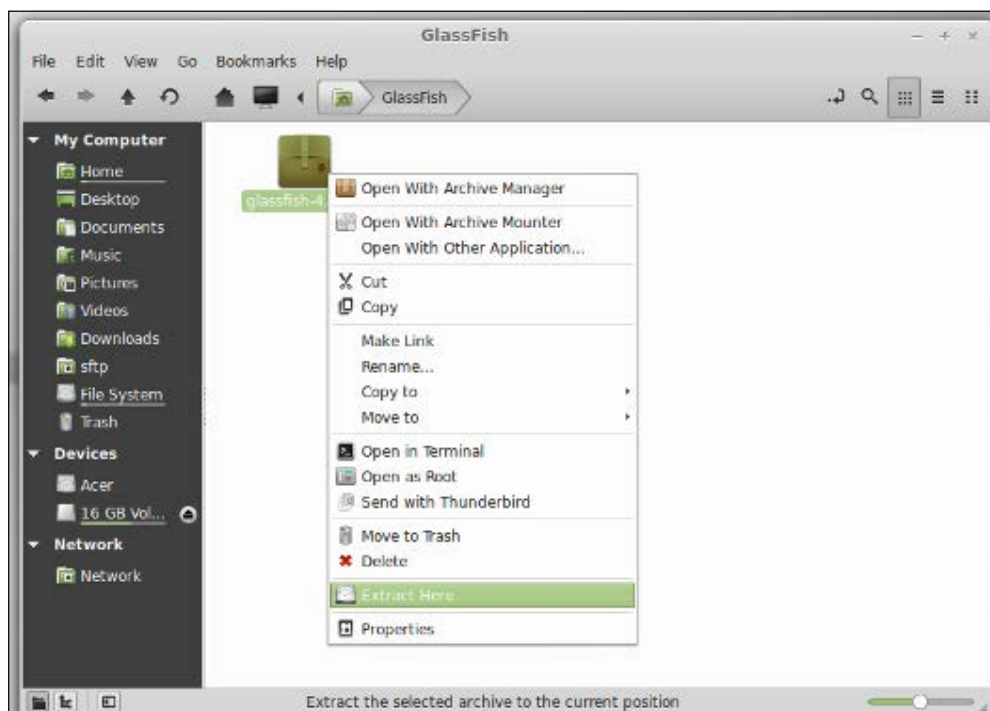 GlassFish
File Edit View Go Bookmarks Help
GlassFish
My Computer
Home
Desktop
Documents
Music
Pictures
Videos
Downloads
sftp
File System
Trash
Devices
Acer
16 GB Vol...
Network
Network
glassfish-4
Open With Archive Manager
Open With Archive Mounter
Open With Other Application...
Cut
Copy
Make Link
Rename...
Copy to
Move to
Open in Terminal
Open as Root
Send with Thunderbird
Move to Trash
Delete
Extract Here
Properties
Extract the selected archive to the current position